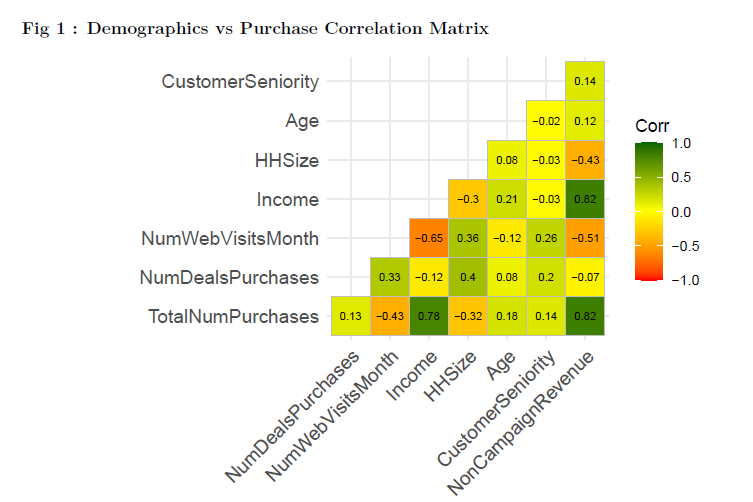 Fig 1 : Demographics vs Purchase Correlation Matrix
CustomerSeniority 0.14
Age −0.02 0.12
HHSize 0.08 −0.03 −0.43
Income −0.3 0.21 −0.03 0.82
NumWebVisitsMonth −0.65 0.36 −0.12 0.26 −0.51
NumDealsPurchases 0.33 −0.12 0.4 0.08 0.2 −0.07
TotalNumPurchases 0.13 −0.43 0.78 −0.32 0.18 0.14 0.82
NumDealsPurchases
NumWebVisitsMonth
Income
HHSize
Age
CustomerSeniority
NonCampaignRevenue
Corr
1.0
0.5
0.0
−0.5
−1.0